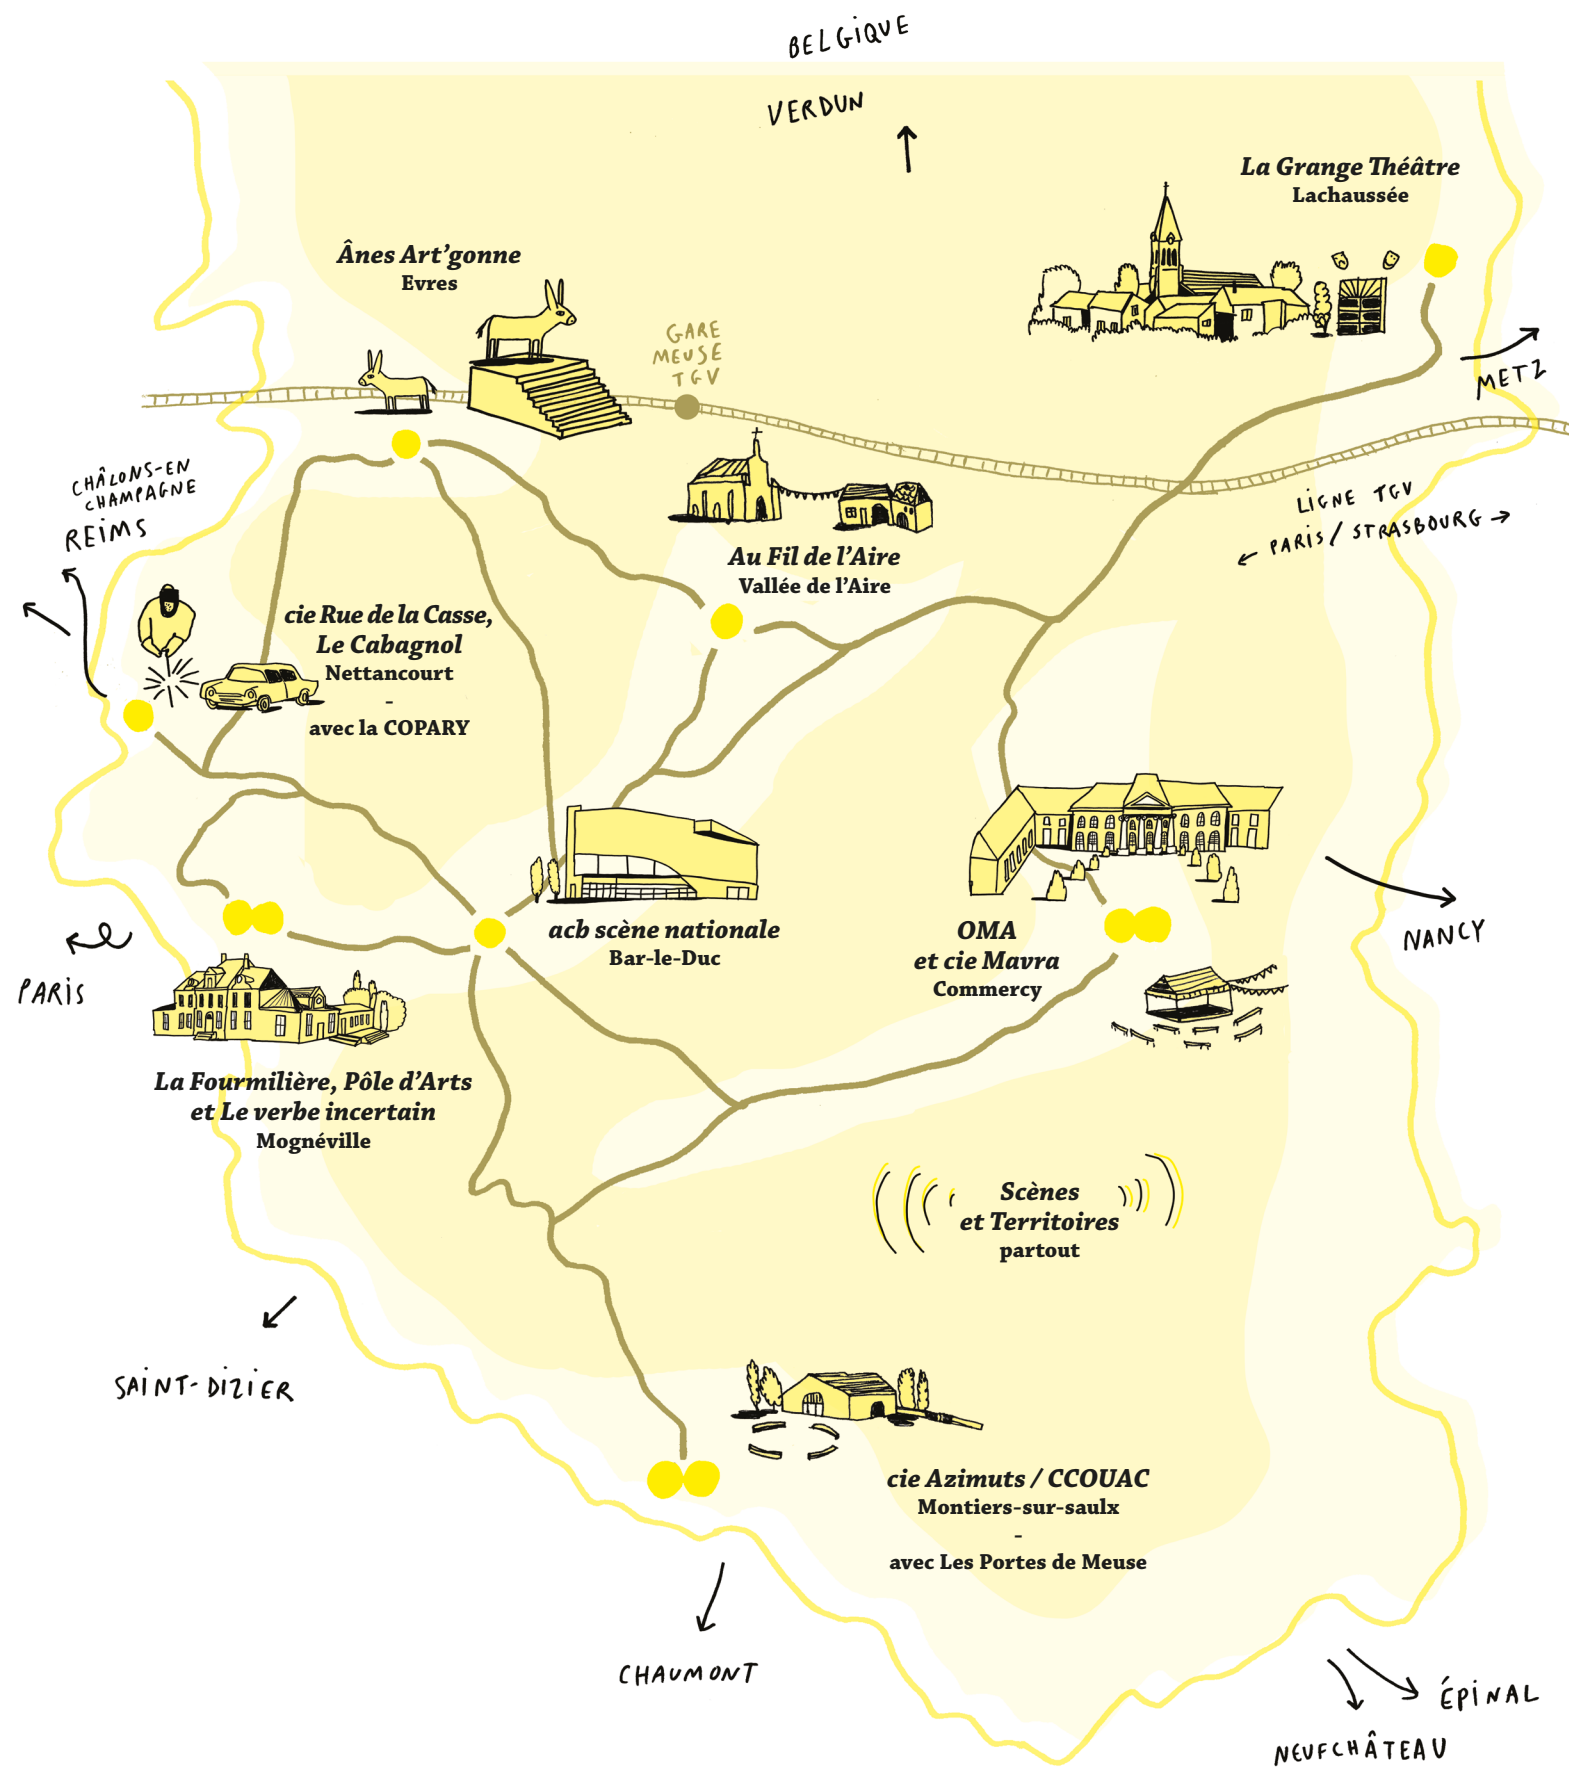 BELGIQUE
VERDUN
La Grange Théâtre
Lachaussée
Ânes Art’gonne
Evres
GARE
MEUSE
TGV
METZ
CHÂLONS-EN
CHAMPAGNE
REIMS
LIGNE TGV
PARIS / STRASBOURG
Au Fil de l’Aire
Vallée de l’Aire
cie Rue de la Casse,
Le Cabagnol
Nettancourt
-
avec la COPARY
acb scène nationale
Bar-le-Duc
OMA
et cie Mavra
Commercy
NANCY
PARIS
La Fourmilière, Pôle d’Arts
et Le verbe incertain
Mognéville
Scènes
et Territoires
partout
SAINT-DIZIER
cie Azimuts / CCOUAC
Montiers-sur-saulx
-
avec Les Portes de Meuse
CHAUMONT
ÉPINAL
NEUFCHÂTEAU